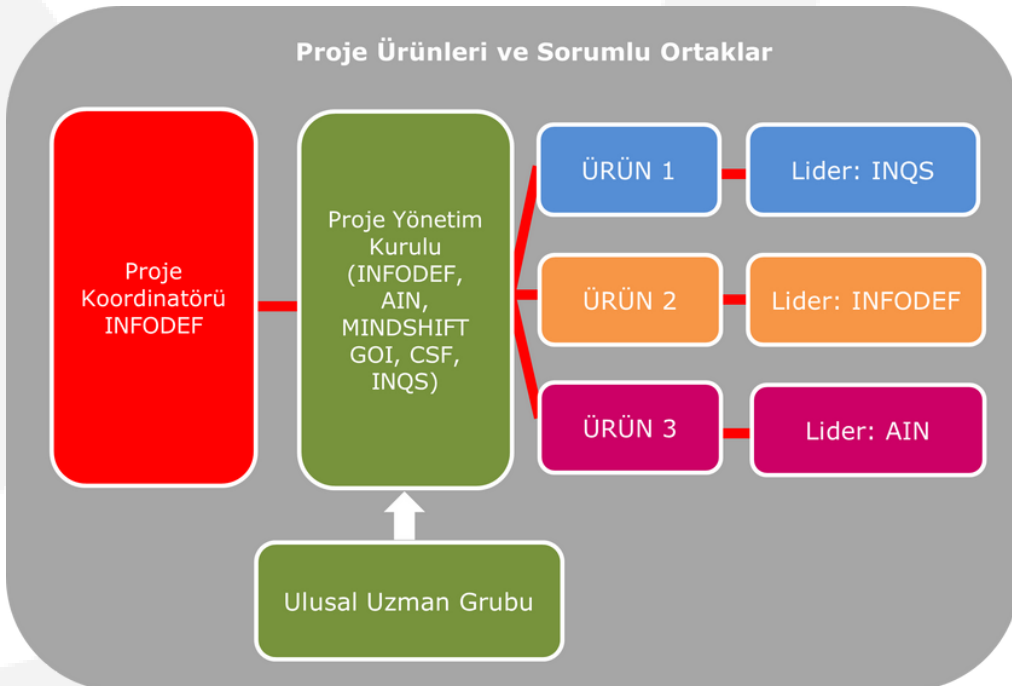 Proje Ürünleri ve Sorumlu Ortaklar
Proje
Koordinatörü
INFODEF
Proje Yönetim
Kurulu
(INFODEF,
AIN,
MINDSHIFT
GOI, CSF,
INQS)
ÜRÜN 1
Lider: INQS
ÜRÜN 2
Lider: INFODEF
ÜRÜN 3
Lider: AIN
Ulusal Uzman Grubu